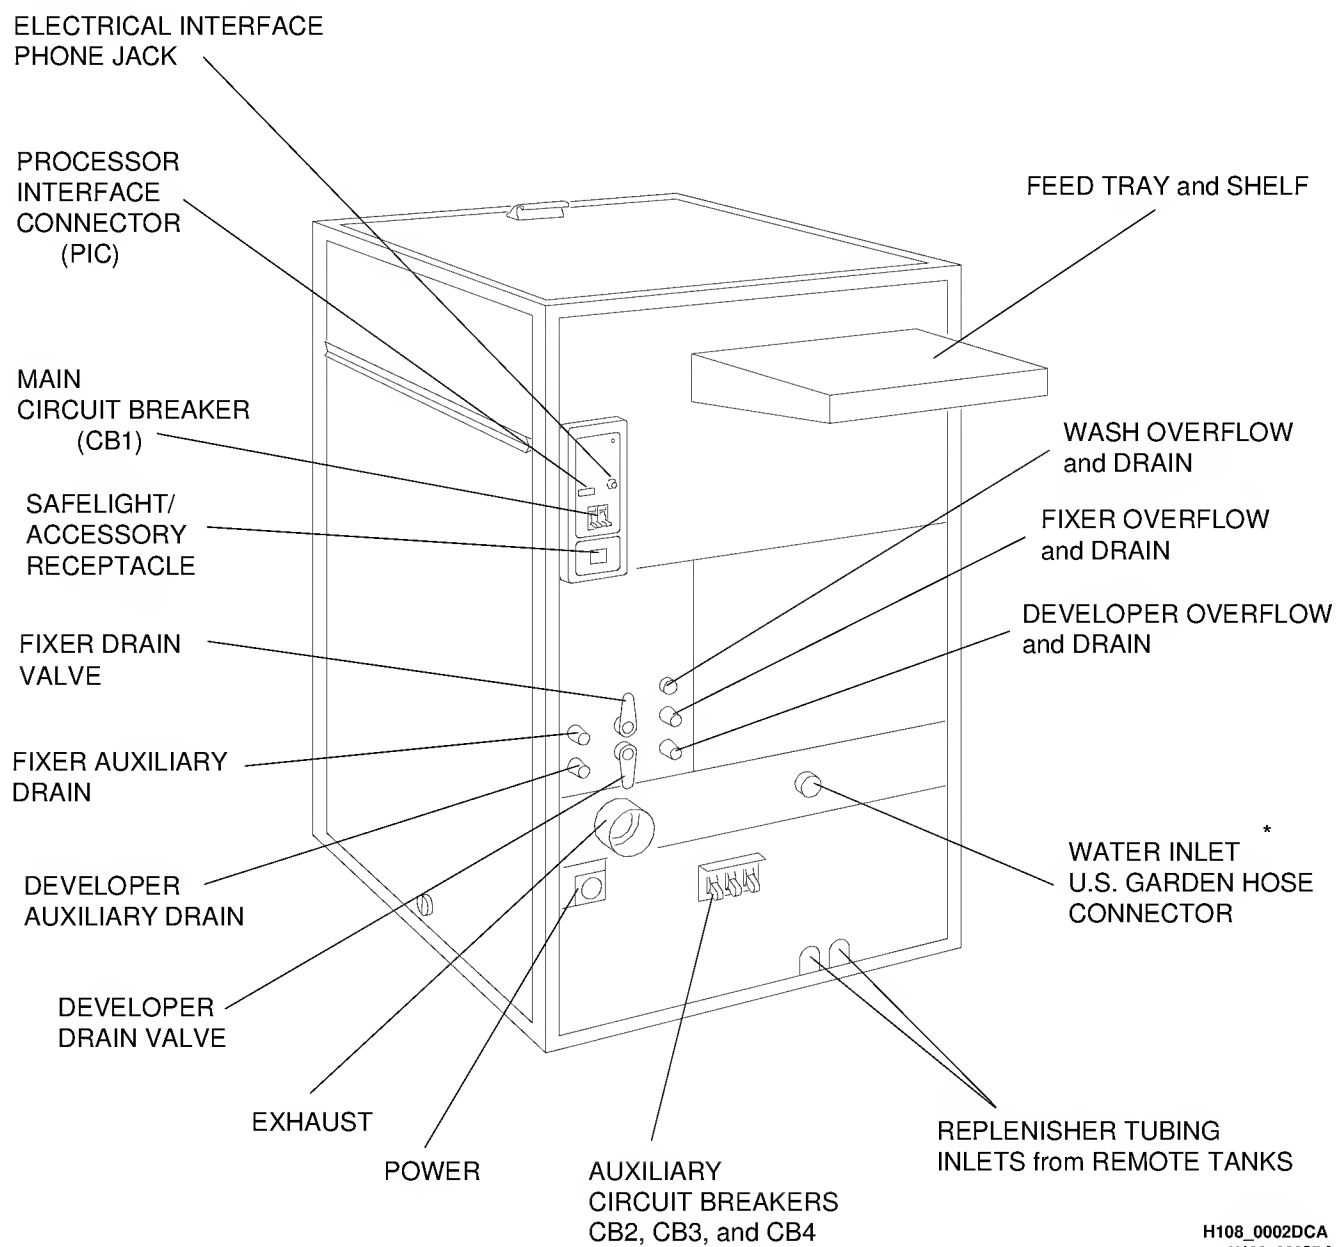 ELECTRICAL INTERFACE
PHONE JACK
PROCESSOR
INTERFACE
CONNECTOR
(PIC)
MAIN
CIRCUIT BREAKER
(CB1)
SAFELIGHT/
ACCESSORY
RECEPTACLE
FIXER DRAIN
VALVE
FIXER AUXILIARY
DRAIN
DEVELOPER
AUXILIARY DRAIN
DEVELOPER
DRAIN VALVE
EXHAUST
POWER
AUXILIARY
CIRCUIT BREAKERS
CB2, CB3, and CB4
FEED TRAY and SHELF
WASH OVERFLOW
and DRAIN
FIXER OVERFLOW
and DRAIN
DEVELOPER OVERFLOW
and DRAIN
*
WATER INLET
U.S. GARDEN HOSE
CONNECTOR
REPLENISHER TUBING
INLETS from REMOTE TANKS
H108_0002DCA